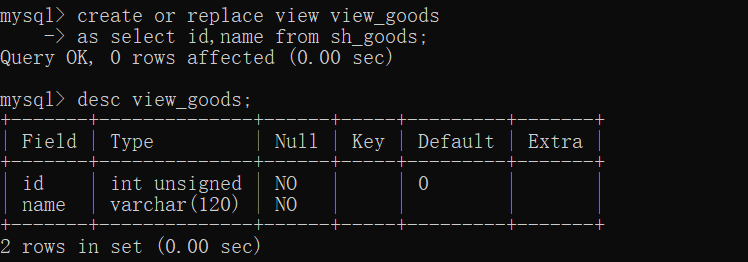 mysql> create or replace view view_goods
    -> as select id,name from sh_goods;
Query OK, 0 rows affected (0.00 sec)

mysql> desc view_goods;
+-------+--------------+------+-----+---------+-------+
| Field | Type         | Null | Key | Default | Extra |
+-------+--------------+------+-----+---------+-------+
| id    | int unsigned | NO   |     | 0       |       |
| name  | varchar(120) | NO   |     |         |       |
+-------+--------------+------+-----+---------+-------+
2 rows in set (0.00 sec)